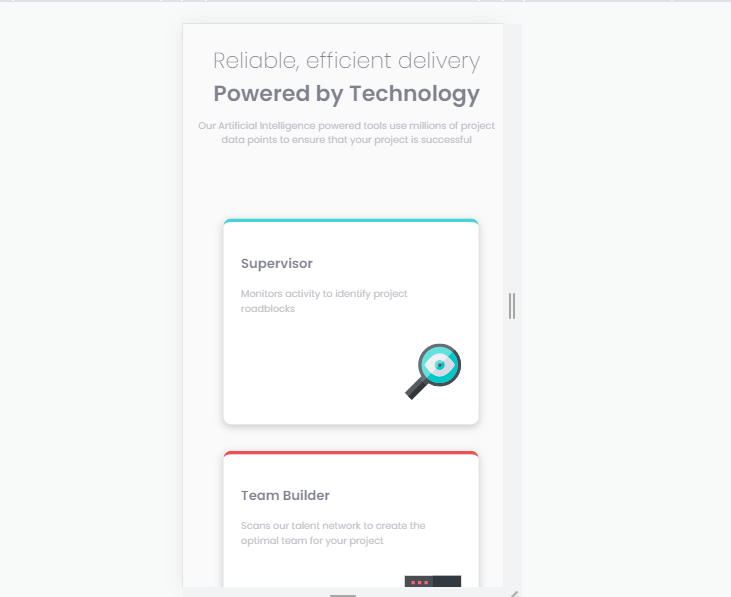 Reliable, efficient delivery
Powered by Technology
Our Artificial Intelligence powered tools use millions of project
data points to ensure that your project is successful
Supervisor
Monitors activity to identify project
roadblocks
Team Builder
Scans our talent network to create the
optimal team for your project